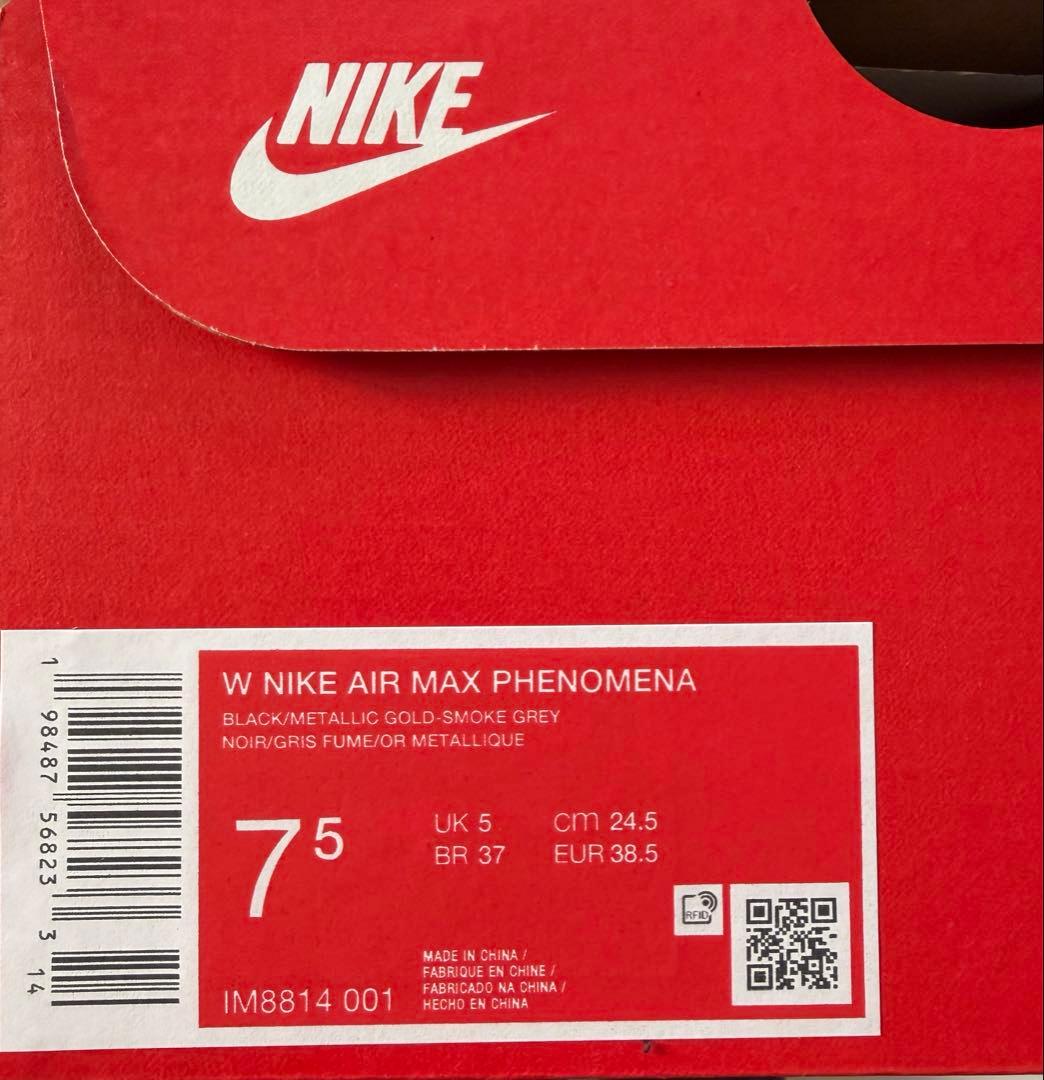 NIKE
W NIKE AIR MAX PHENOMENA
BLACK/METALLIC GOLD-SMOKE GREY
NOIR/GRIS FUME/OR METALLIQUE
7 5
UK 5 cm 24.5
BR 37 EUR 38.5
RFID
MADE IN CHINA /
FABRIQUE EN CHINE /
FABRICADO NA CHINA /
HECHO EN CHINA
IM8814 001
1 98487 56823 3 14